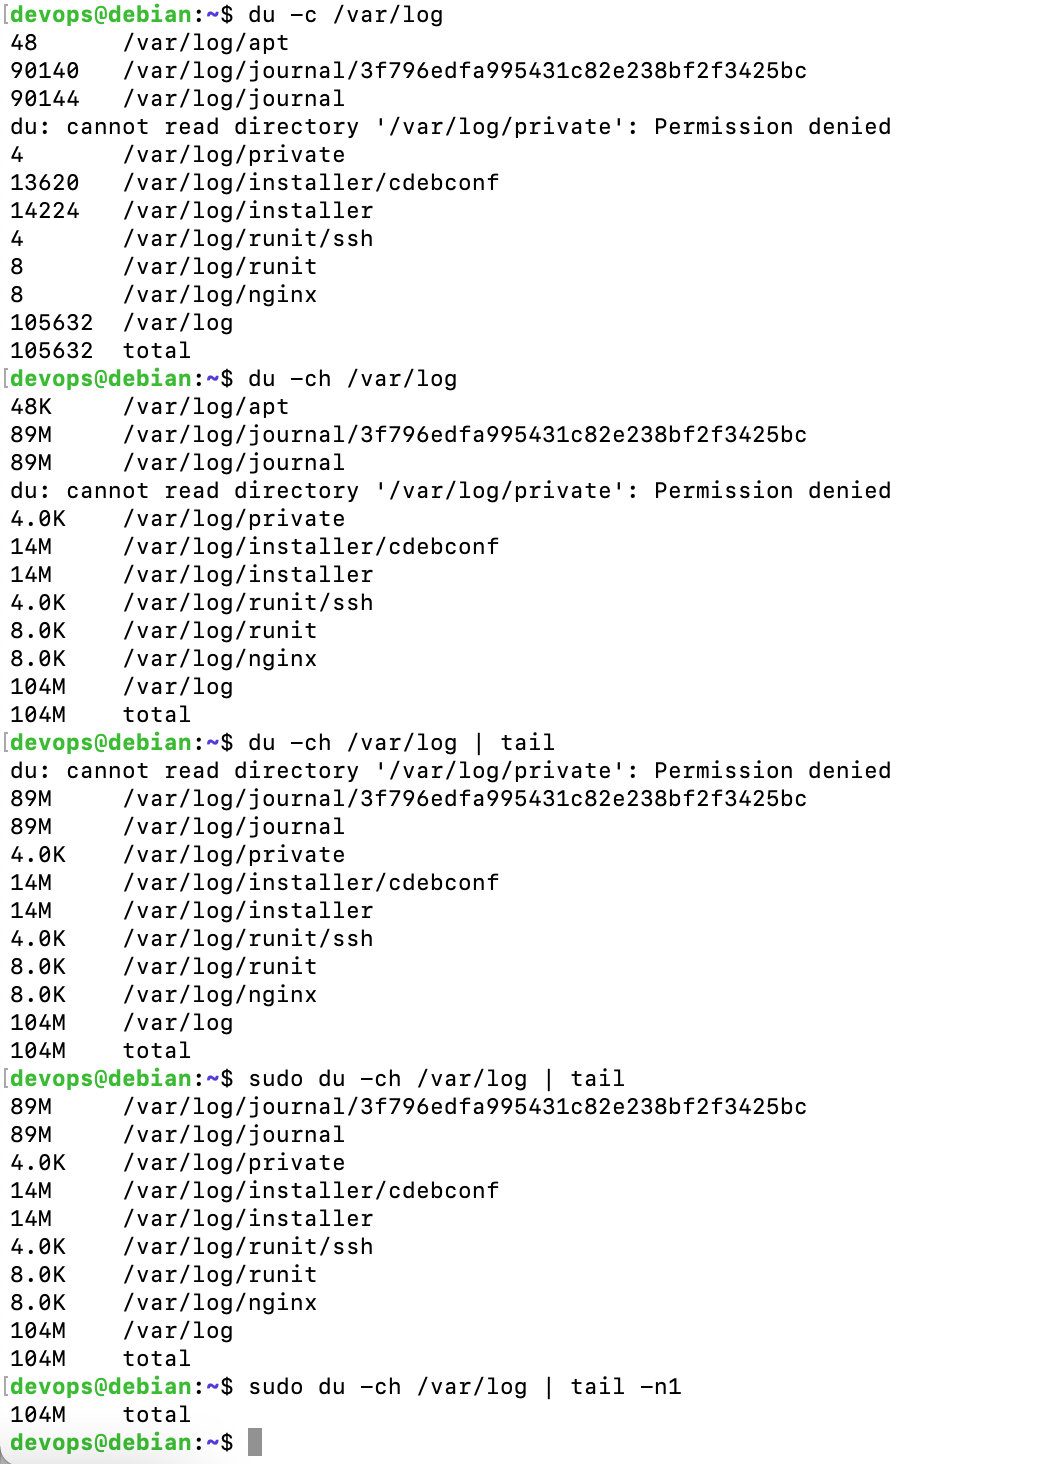 [devops@debian:~$ du -c /var/log
48      /var/log/apt
90140   /var/log/journal/3f796edfa995431c82e238bf2f3425bc
90144   /var/log/journal
du: cannot read directory '/var/log/private': Permission denied
4       /var/log/private
13620   /var/log/installer/cdebconf
14224   /var/log/installer
4       /var/log/runit/ssh
8       /var/log/runit
8       /var/log/nginx
105632  /var/log
105632  total
[devops@debian:~$ du -ch /var/log
48K     /var/log/apt
89M     /var/log/journal/3f796edfa995431c82e238bf2f3425bc
89M     /var/log/journal
du: cannot read directory '/var/log/private': Permission denied
4.0K    /var/log/private
14M     /var/log/installer/cdebconf
14M     /var/log/installer
4.0K    /var/log/runit/ssh
8.0K    /var/log/runit
8.0K    /var/log/nginx
104M    /var/log
104M    total
[devops@debian:~$ du -ch /var/log | tail
du: cannot read directory '/var/log/private': Permission denied
89M     /var/log/journal/3f796edfa995431c82e238bf2f3425bc
89M     /var/log/journal
4.0K    /var/log/private
14M     /var/log/installer/cdebconf
14M     /var/log/installer
4.0K    /var/log/runit/ssh
8.0K    /var/log/runit
8.0K    /var/log/nginx
104M    /var/log
104M    total
[devops@debian:~$ sudo du -ch /var/log | tail
89M     /var/log/journal/3f796edfa995431c82e238bf2f3425bc
89M     /var/log/journal
4.0K    /var/log/private
14M     /var/log/installer/cdebconf
14M     /var/log/installer
4.0K    /var/log/runit/ssh
8.0K    /var/log/runit
8.0K    /var/log/nginx
104M    /var/log
104M    total
[devops@debian:~$ sudo du -ch /var/log | tail -n1
104M    total
devops@debian:~$